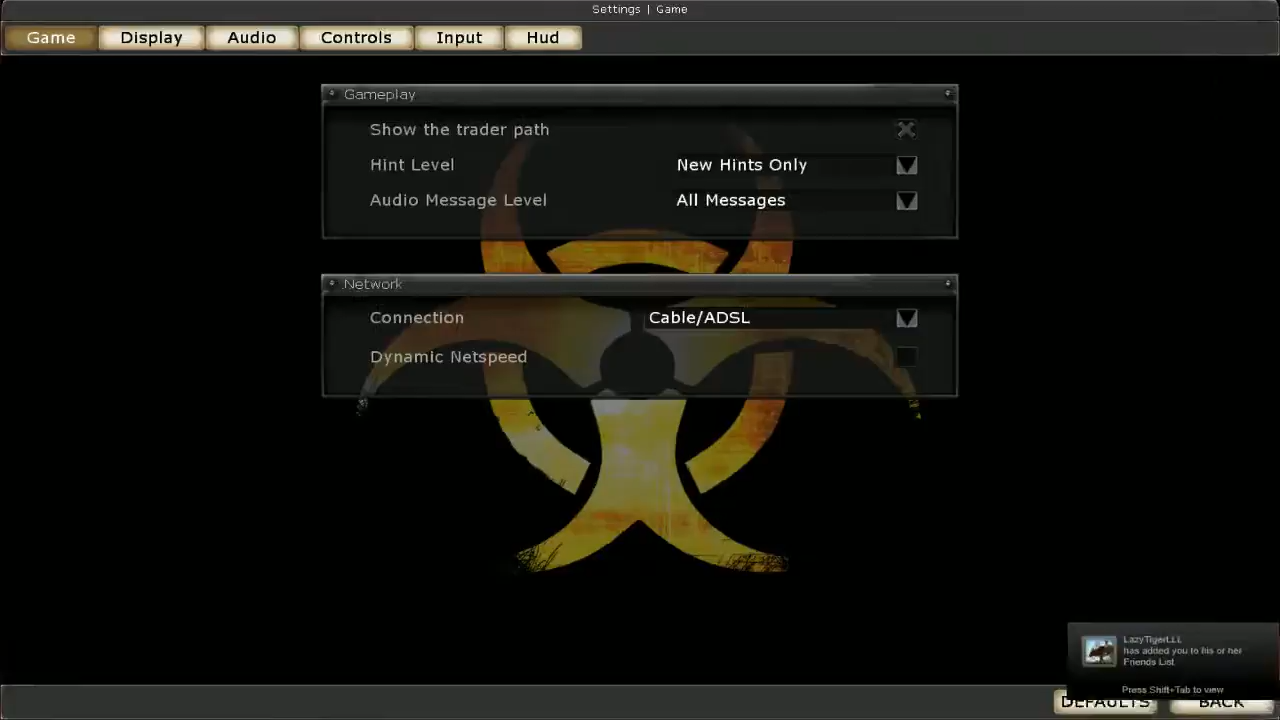 Settings | Game
Game
Display
Audio
Controls
Input
Hud
Gameplay
Show the trader path
Hint Level
New Hints Only
Audio Message Level
All Messages
Network
Connection
Cable/ADSL
Dynamic Netspeed
has added you to his or her
Friends List
Press Shift+Tab to view
DEFAULTS
BACK